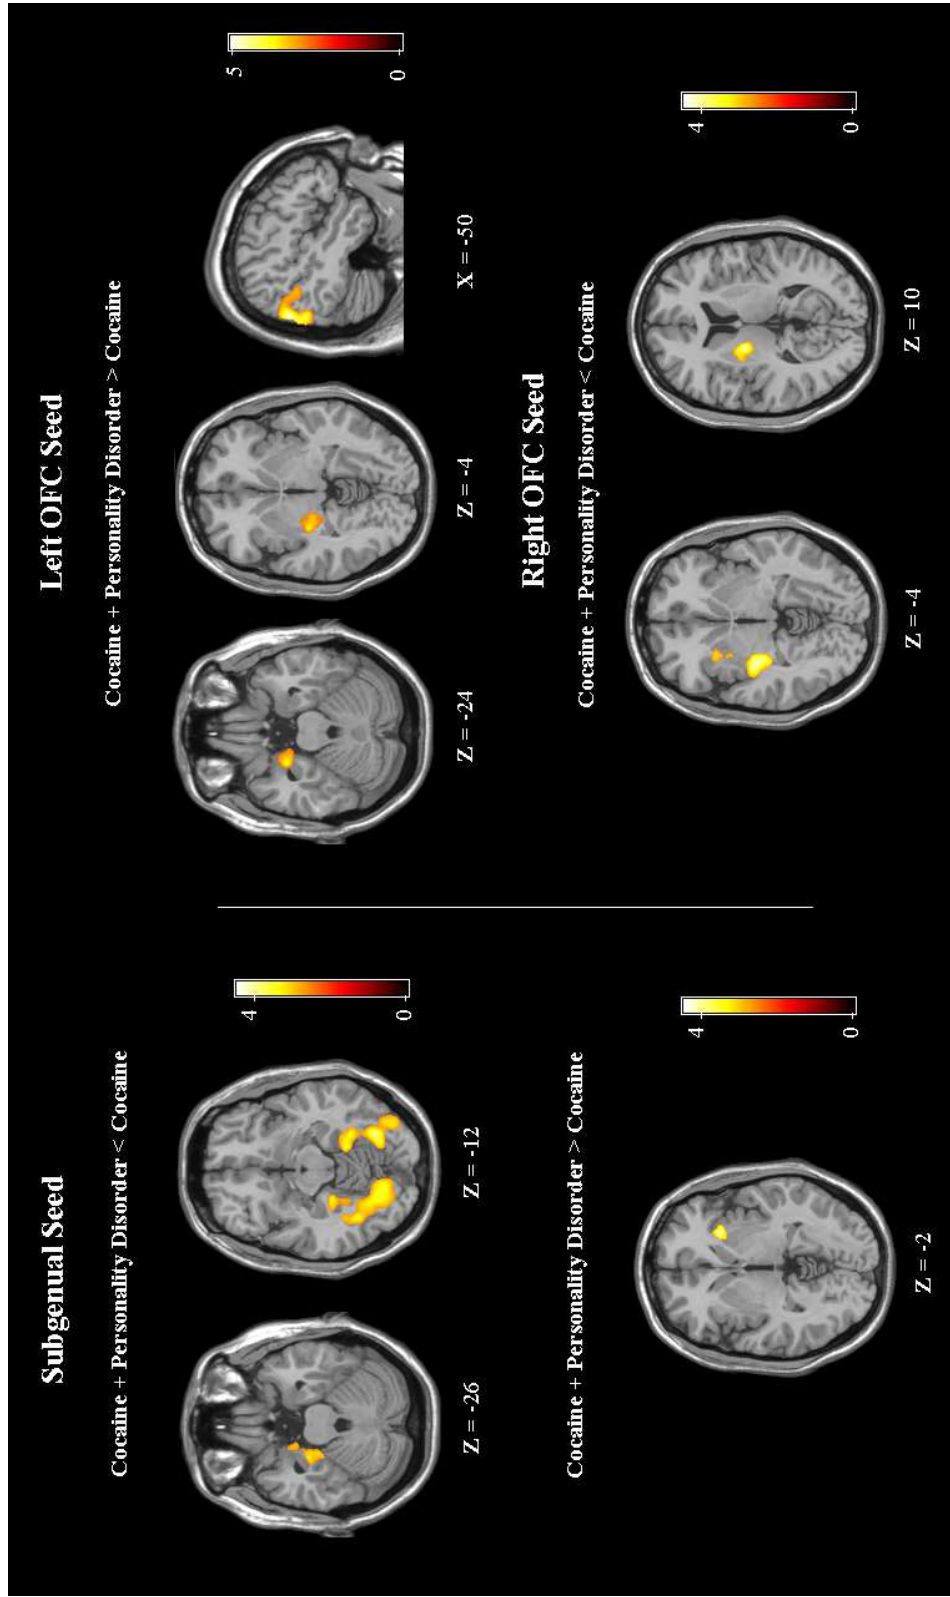 Subgenual Seed
Cocaine + Personality Disorder < Cocaine
4
0
Z = -26
Z = -12
Cocaine + Personality Disorder > Cocaine
4
0
Z = -2
Left OFC Seed
Cocaine + Personality Disorder > Cocaine
5
0
Z = -24
Z = -4
X = -50
Right OFC Seed
Cocaine + Personality Disorder < Cocaine
4
0
Z = -4
Z = 10